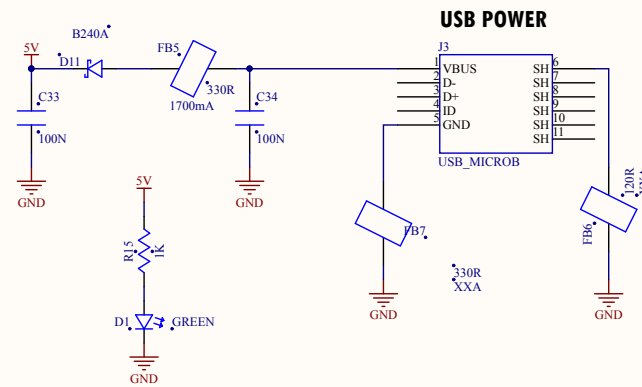 USB POWER
B240A
5V
D11
FB5
330R
1700mA
C33
100N
GND
C34
100N
GND
J3
1 VBUS
2 D-
3 D+
4 ID
5 GND
SH 6
SH 7
SH 8
SH 9
SH 10
SH 11
USB_MICROB
FB7
330R
XXA
GND
120R
FB6
GND
5V
R15
1K
D1
GREEN
GND